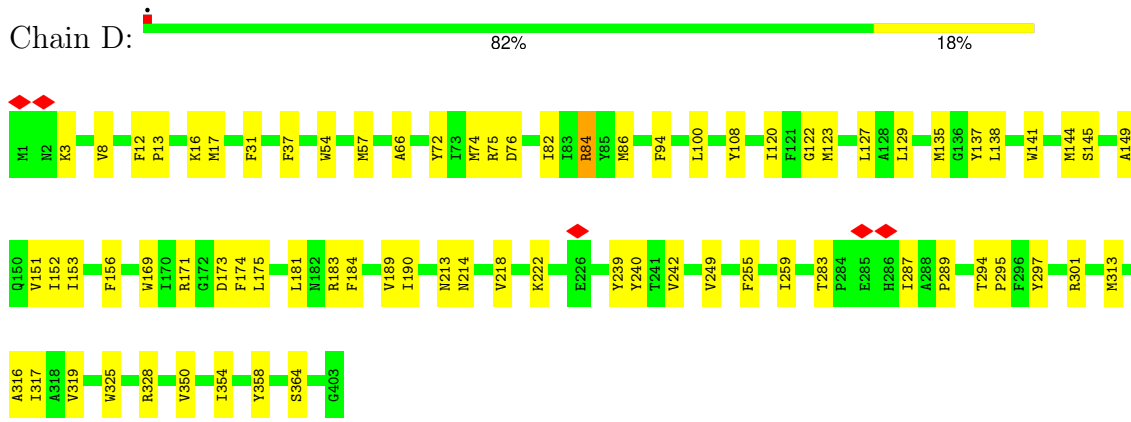 Chain D:
82% 18%
M1 N2 K3 V8 F12 P13 K16 M17 F31 F37 W54 M57 A66 Y72 I73 M74 R75 D76 I82 I83 R84 Y85 M86 F94 L100 Y108 I120 F121 G122 M123 L127 A128 L129 M135 G136 Y137 L138 W141 M144 S145 A149
Q150 V151 I152 I153 F156 W169 I170 R171 G172 D173 F174 L175 L181 N182 R183 F184 V189 I190 N213 N214 V218 K222 E226 Y239 Y240 T241 V242 V249 F255 I259 T283 P284 E285 H286 I287 A288 P289 T294 P295 F296 Y297 R301 M313
A316 I317 A318 V319 W325 R328 V350 I354 Y358 S364 G403